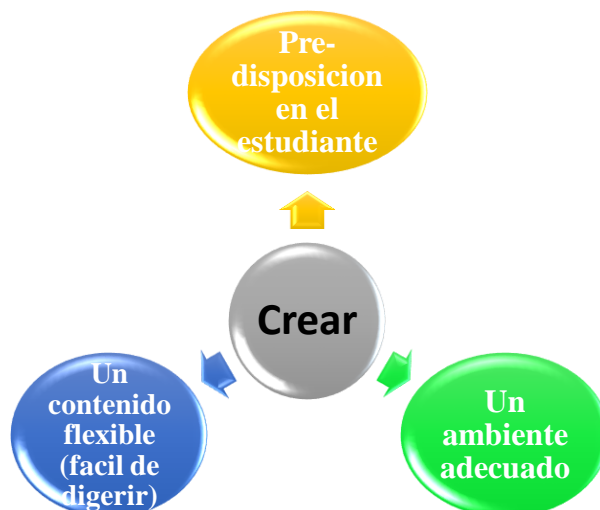 Pre-
disposicion
en el
estudiante
Crear
Un
contenido
flexible
(facil de
digerir)
Un
ambiente
adecuado